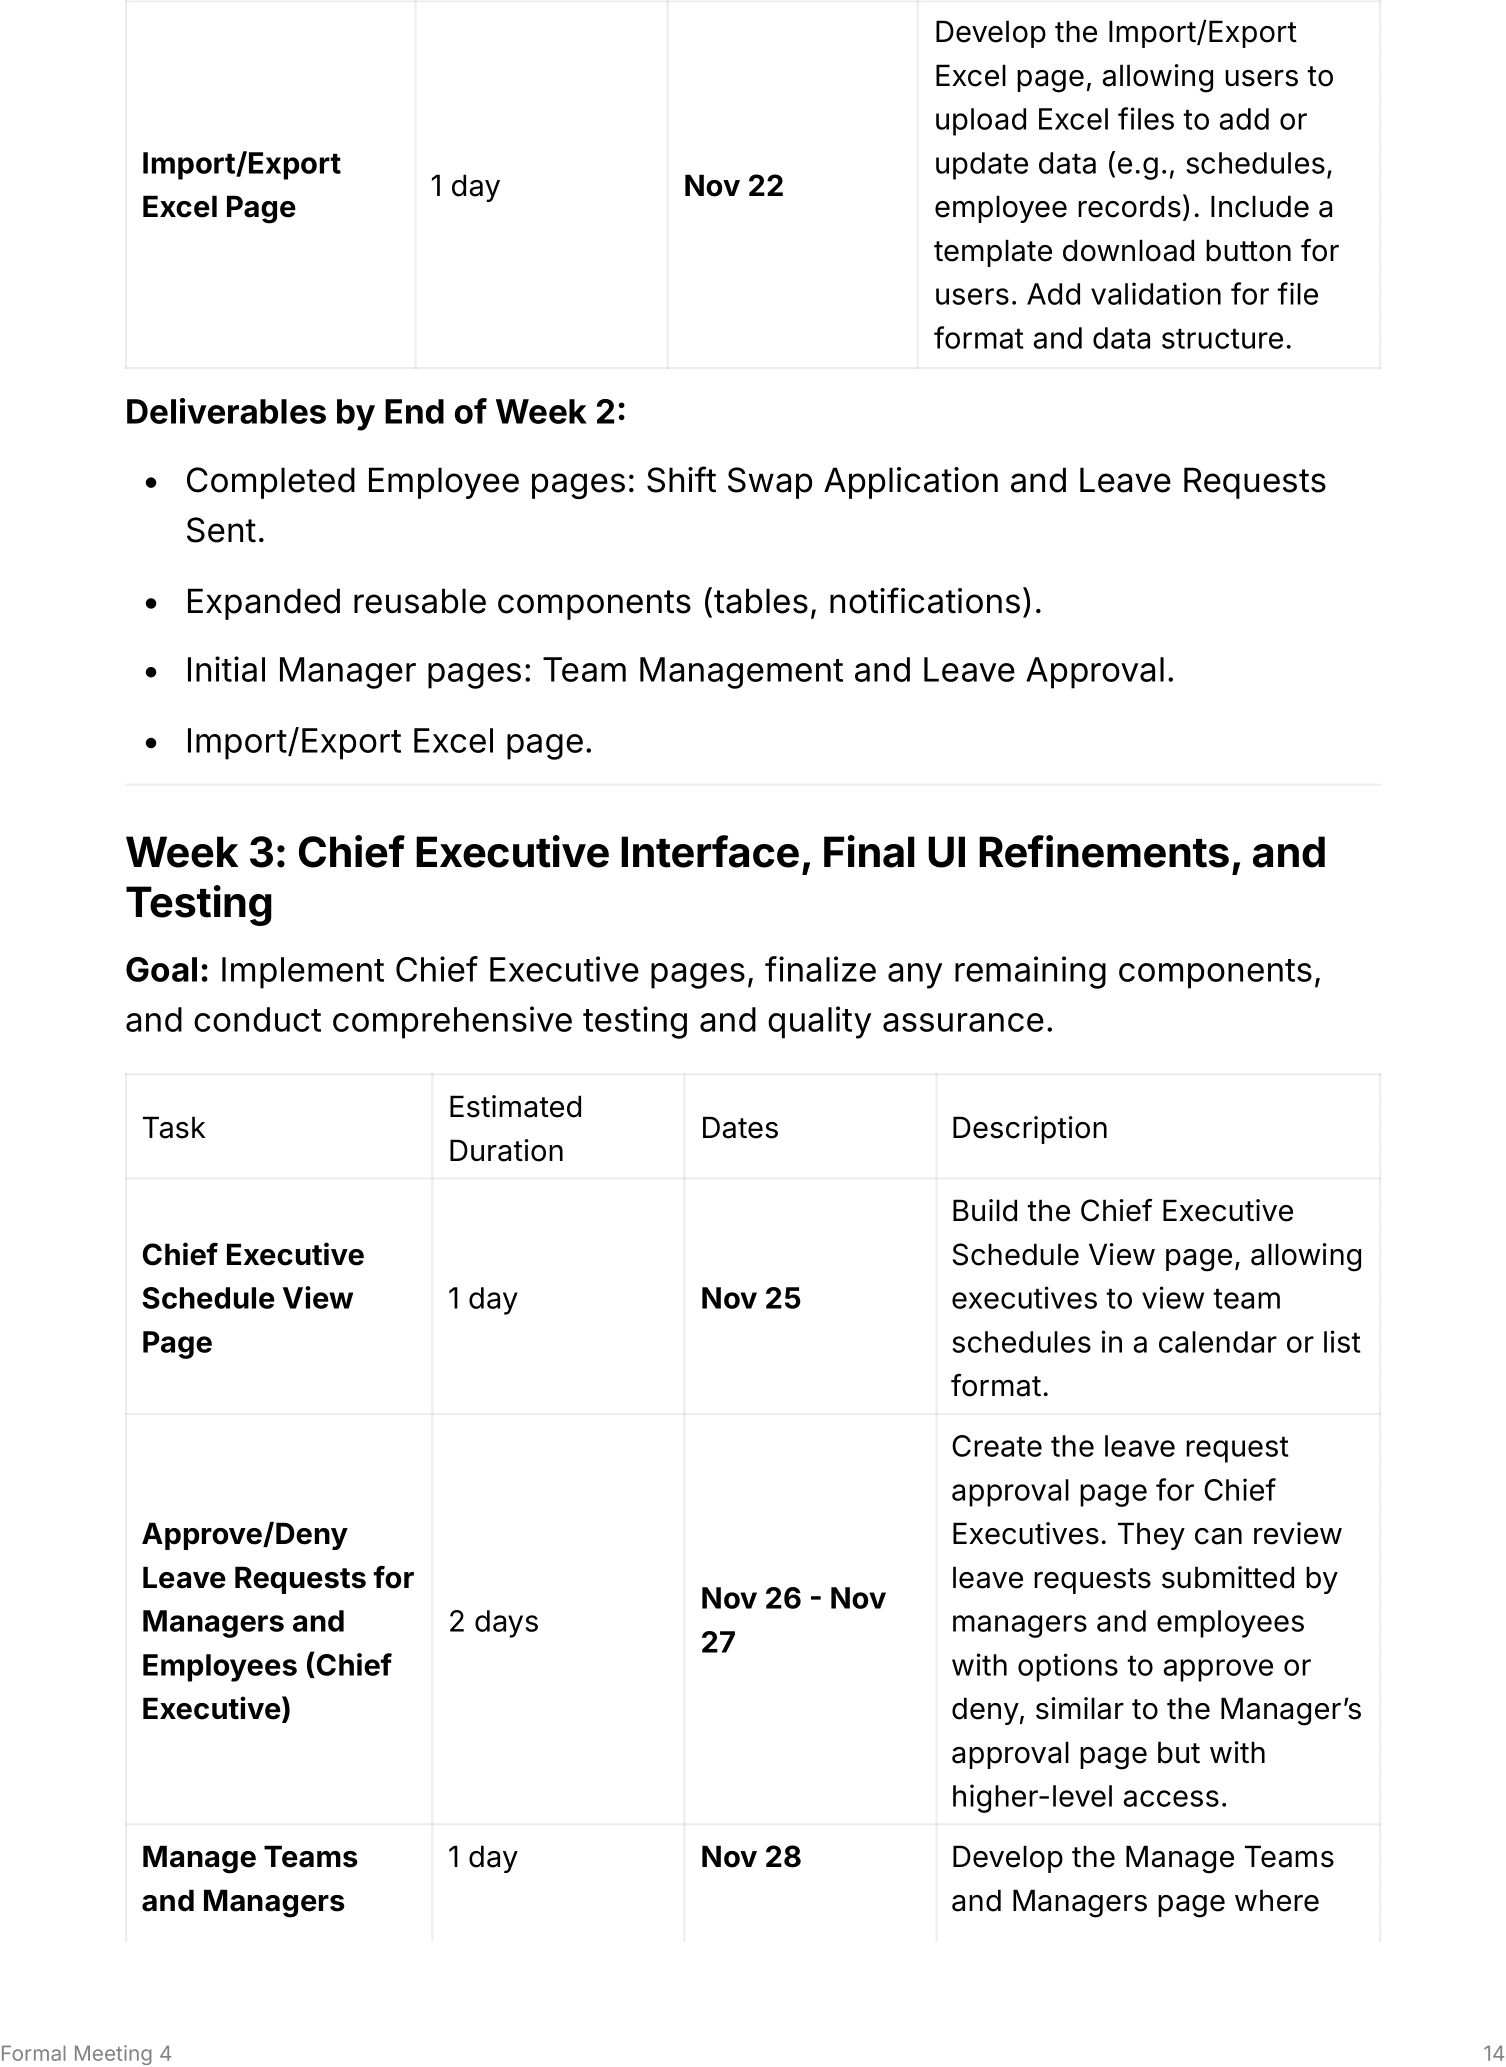 Import/Export
Excel Page
1 day
Nov 22
Develop the Import/Export
Excel page, allowing users to
upload Excel files to add or
update data (e.g., schedules,
employee records). Include a
template download button for
users. Add validation for file
format and data structure.
Deliverables by End of Week 2:
• Completed Employee pages: Shift Swap Application and Leave Requests
Sent.
• Expanded reusable components (tables, notifications).
• Initial Manager pages: Team Management and Leave Approval.
• Import/Export Excel page.
Week 3: Chief Executive Interface, Final UI Refinements, and
Testing
Goal: Implement Chief Executive pages, finalize any remaining components,
and conduct comprehensive testing and quality assurance.
Task
Estimated
Duration
Dates
Description
Chief Executive
Schedule View
Page
1 day
Nov 25
Build the Chief Executive
Schedule View page, allowing
executives to view team
schedules in a calendar or list
format.
Approve/Deny
Leave Requests for
Managers and
Employees (Chief
Executive)
2 days
Nov 26 - Nov
27
Create the leave request
approval page for Chief
Executives. They can review
leave requests submitted by
managers and employees
with options to approve or
deny, similar to the Manager’s
approval page but with
higher-level access.
Manage Teams
and Managers
1 day
Nov 28
Develop the Manage Teams
and Managers page where
Formal Meeting 4
14